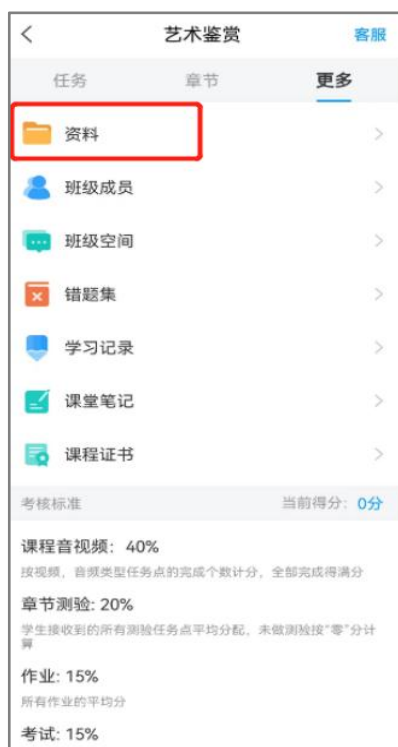 艺术鉴赏 客服
任务 章节 更多
资料
班级成员
班级空间
错题集
学习记录
课堂笔记
课程证书
考核标准 当前得分: 0分
课程音视频: 40%
按视频、音频类型任务点的完成个数计分，全部完成得满分
章节测验: 20%
学生接收到的所有测验任务点平均分配，未做测验按“零”分计
算
作业: 15%
所有作业的平均分
考试: 15%